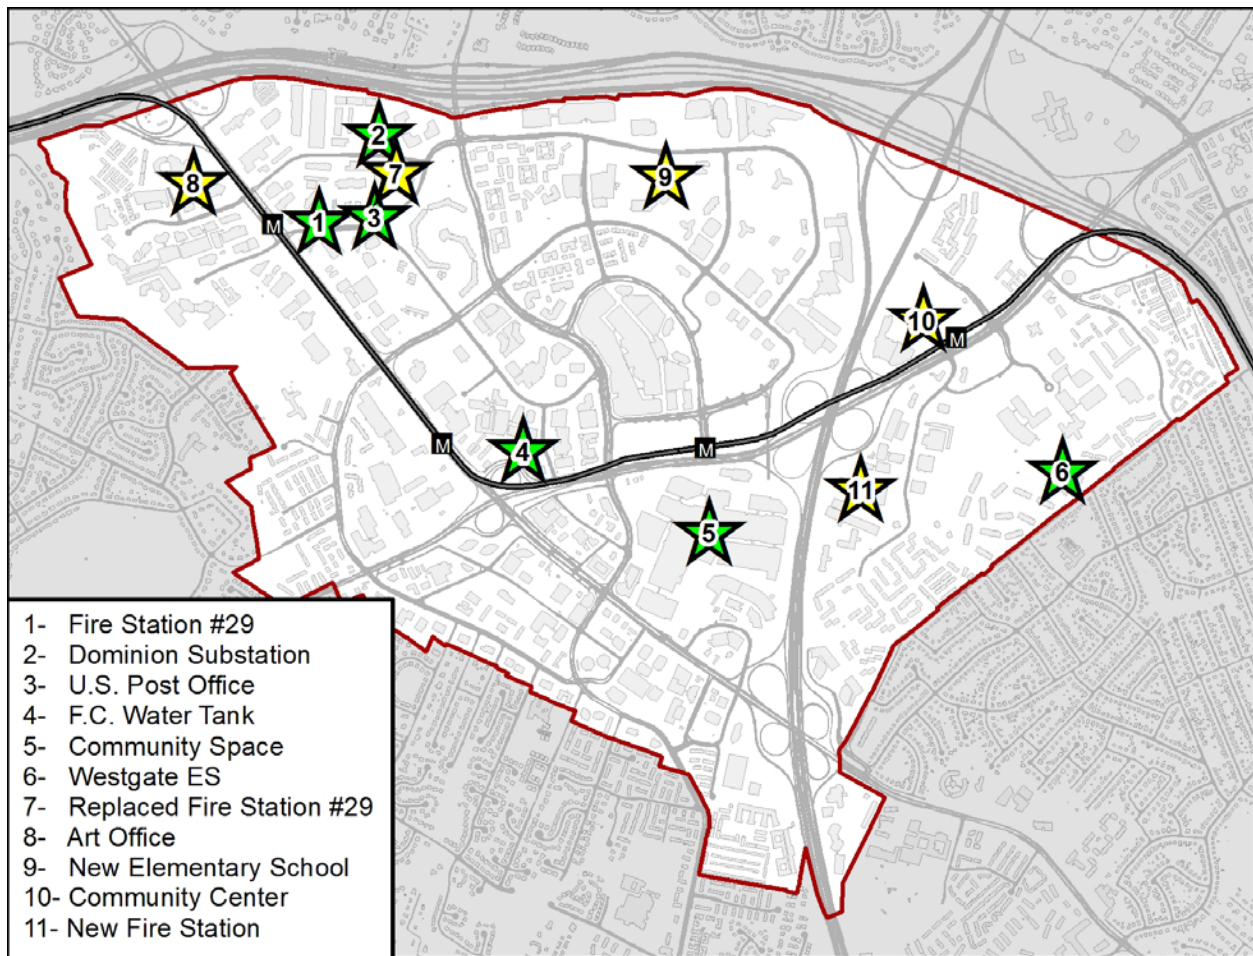 2
7
9
8
1
3
M
10
M
4
M
M
6
11
5
1- Fire Station #29
2- Dominion Substation
3- U.S. Post Office
4- F.C. Water Tank
5- Community Space
6- Westgate ES
7- Replaced Fire Station #29
8- Art Office
9- New Elementary School
10- Community Center
11- New Fire Station